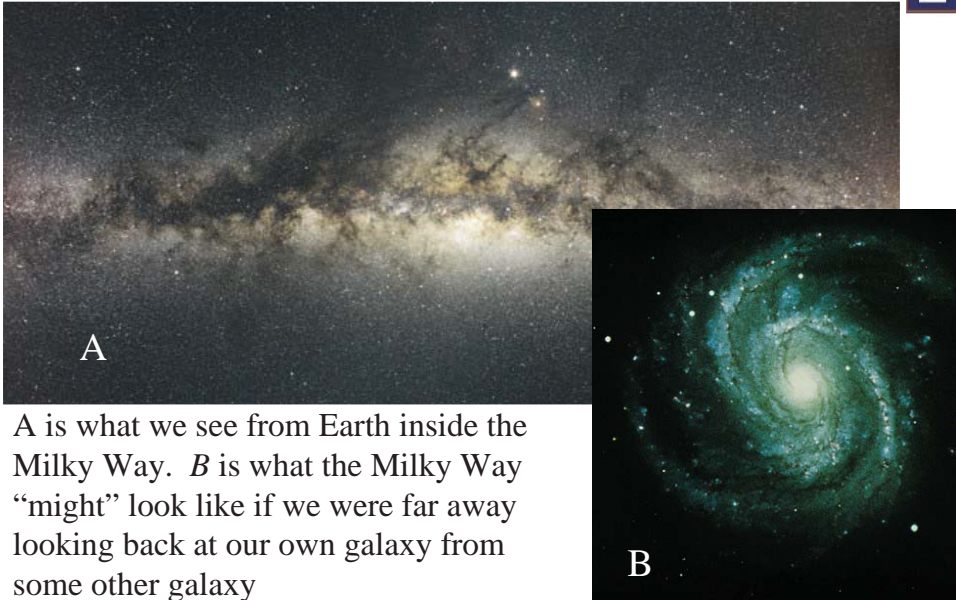 A
A is what we see from Earth inside the
Milky Way.  B is what the Milky Way
“might” look like if we were far away
looking back at our own galaxy from
some other galaxy
B